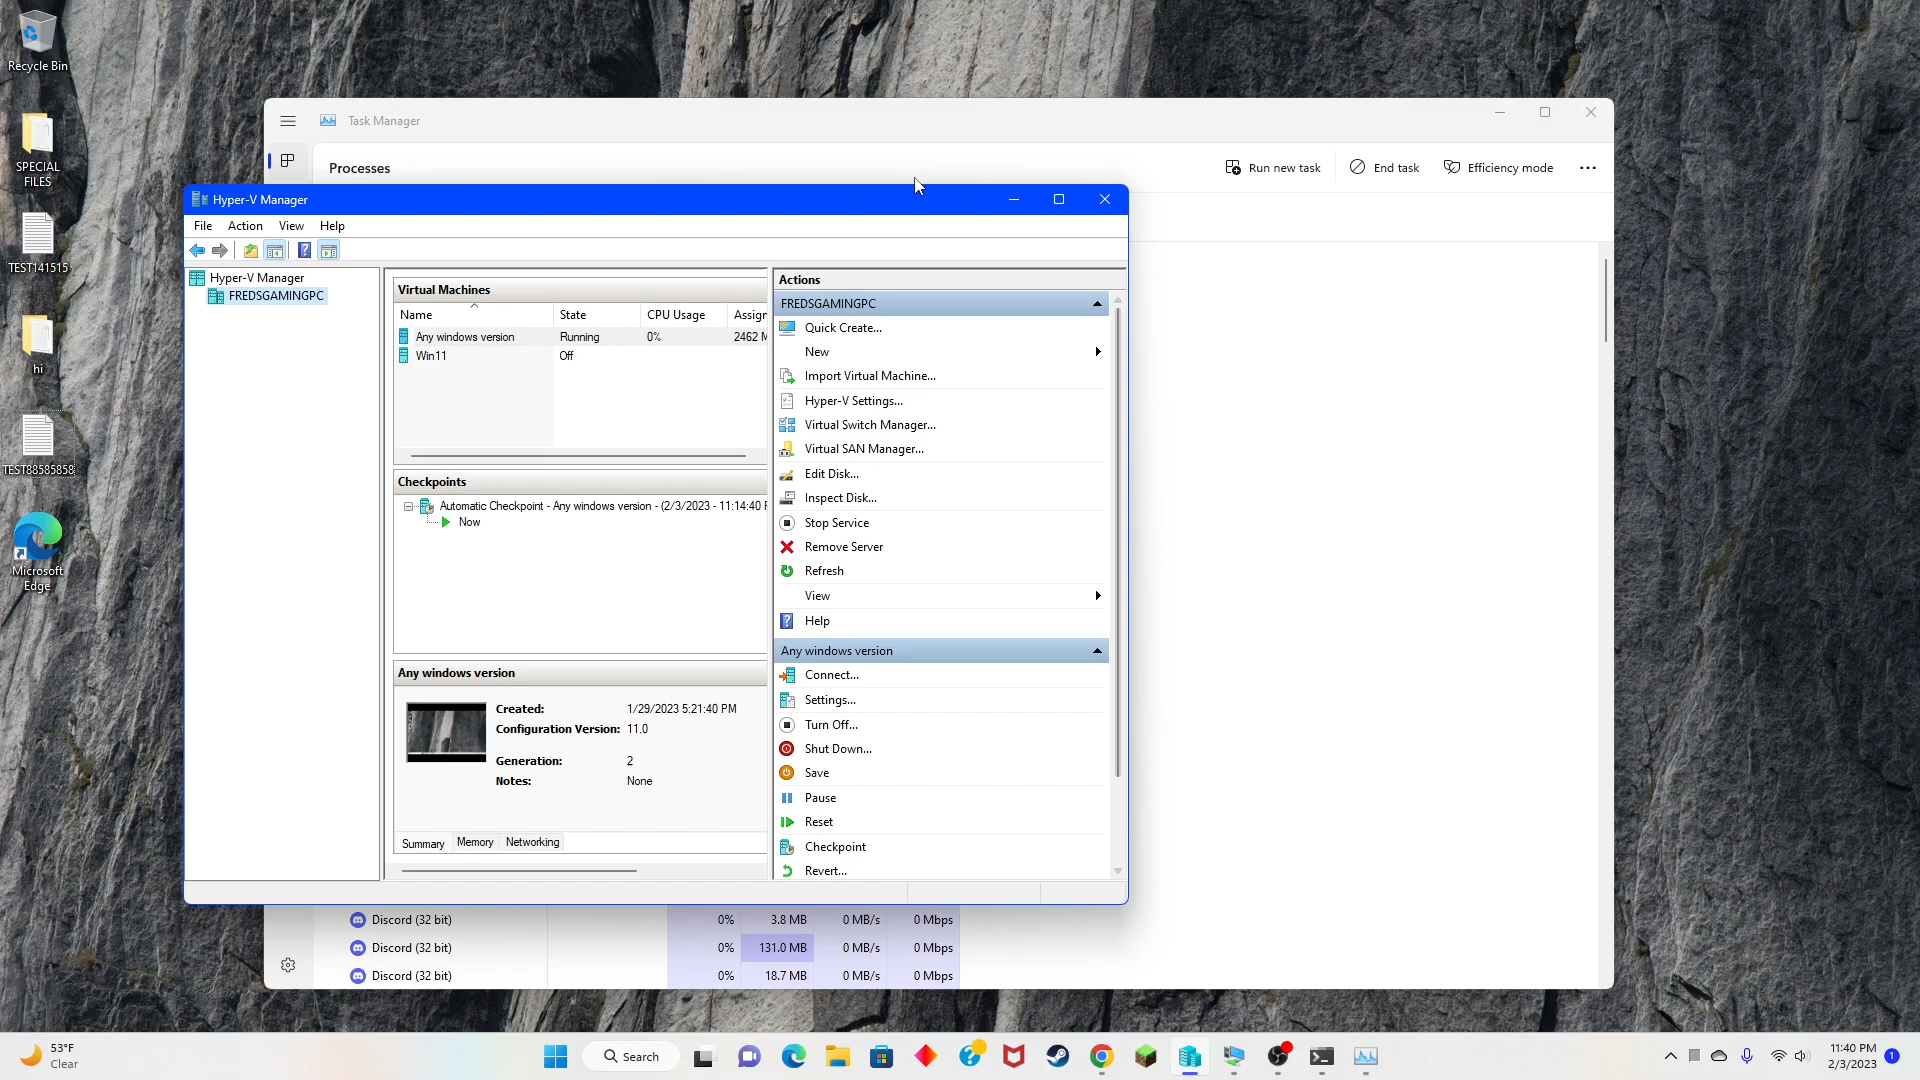 Recycle Bin
SPECIAL
FILES
TEST141515
hi
TEST88585858
Microsoft
Edge
Task Manager
Processes
Run new task
End task
Efficiency mode
Hyper-V Manager
File Action View Help
Hyper-V Manager
FREDSGAMINGPC
Virtual Machines
Name State CPU Usage Assign
Any windows version Running 0% 2462 M
Win11 Off
Checkpoints
Automatic Checkpoint - Any windows version - (2/3/2023 - 11:14:40
Now
Any windows version
Created: 1/29/2023 5:21:40 PM
Configuration Version: 11.0
Generation: 2
Notes: None
Summary Memory Networking
Actions
FREDSGAMINGPC
Quick Create...
New
Import Virtual Machine...
Hyper-V Settings...
Virtual Switch Manager...
Virtual SAN Manager...
Edit Disk...
Inspect Disk...
Stop Service
Remove Server
Refresh
View
Help
Any windows version
Connect...
Settings...
Turn Off...
Shut Down...
Save
Pause
Reset
Checkpoint
Revert...
Discord (32 bit) 0% 3.8 MB 0 MB/s 0 Mbps
Discord (32 bit) 0% 131.0 MB 0 MB/s 0 Mbps
Discord (32 bit) 0% 18.7 MB 0 MB/s 0 Mbps
53°F
Clear
Search
11:40 PM
2/3/2023
1